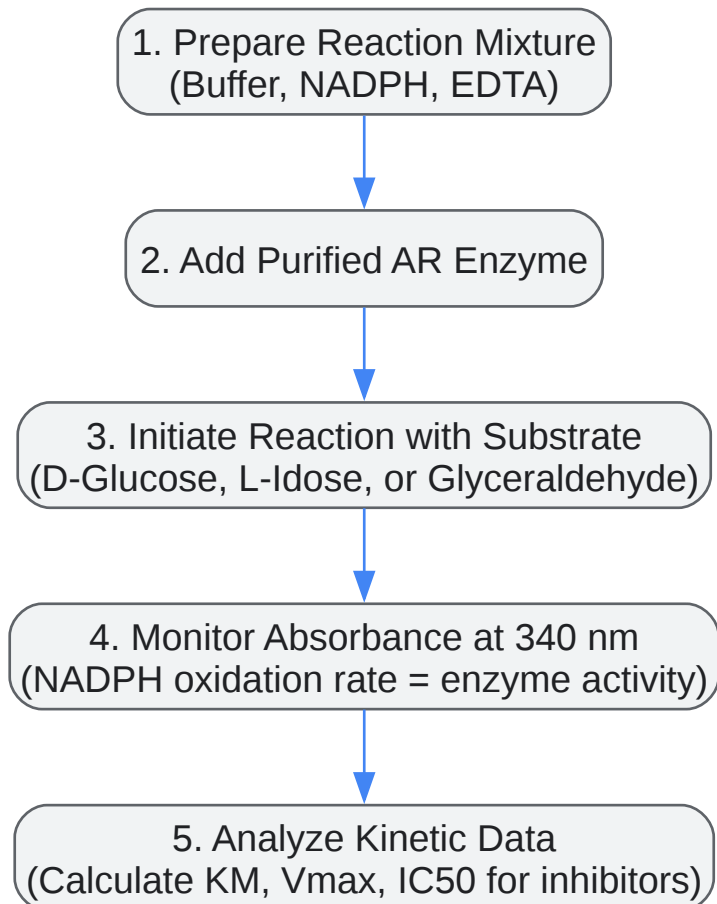 1. Prepare Reaction Mixture
(Buffer, NADPH, EDTA)
2. Add Purified AR Enzyme
3. Initiate Reaction with Substrate
(D-Glucose, L-Idose, or Glyceraldehyde)
4. Monitor Absorbance at 340 nm
(NADPH oxidation rate = enzyme activity)
5. Analyze Kinetic Data
(Calculate KM, Vmax, IC50 for inhibitors)